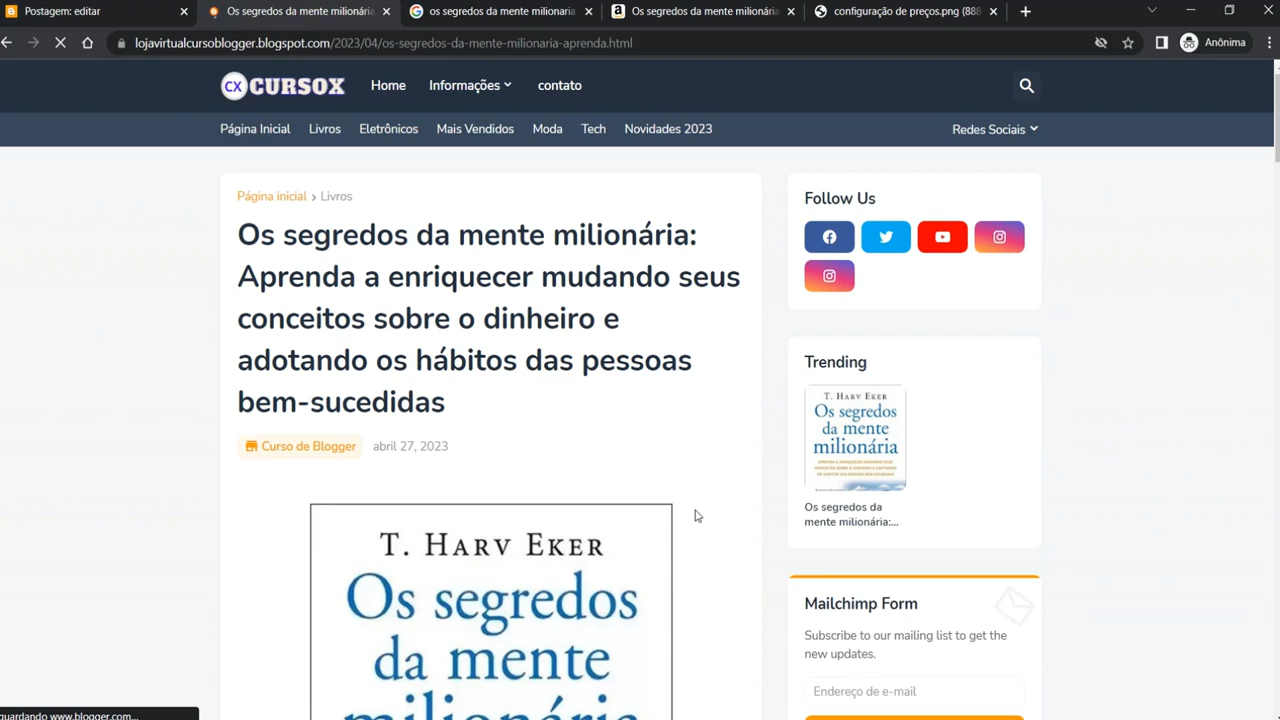 Postagem: editar
Os segredos da mente milionária
os segredos da mente milionaria
Os segredos da mente milionária
configuração de preços.png (888
lojavirtualcursoblogger.blogspot.com/2023/04/os-segredos-da-mente-milionaria-aprenda.html
Anônima
CX CURSOX
Home
Informações
contato
Página Inicial
Livros
Eletrônicos
Mais Vendidos
Moda
Tech
Novidades 2023
Redes Sociais
Página inicial > Livros
Os segredos da mente milionária:
Aprenda a enriquecer mudando seus
conceitos sobre o dinheiro e
adotando os hábitos das pessoas
bem-sucedidas
Curso de Blogger
abril 27, 2023
T. Harv Eker
Os segredos
da mente
milionária
Follow Us
Trending
T. Harv Eker
Os segredos
da mente
milionária
Os segredos da
mente milionária:...
Mailchimp Form
Subscribe to our mailing list to get the
new updates.
Endereço de e-mail
guardando www.blogger.com...